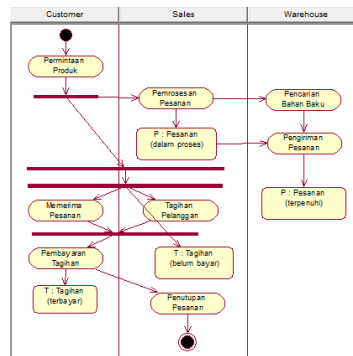 Customer
Sales
Warehouse
Permintaan
Produk
Pemrosesan
Pesanan
Pencarian
Bahan Baku
P : Pesanan
(dalam proses)
Pengiriman
Pesanan
P : Pesanan
(terpenuhi)
Memerima
Pesanan
Tagihan
Pelanggan
Pembayaran
Tagihan
T : Tagihan
(belum bayar)
T : Tagihan
(terbayar)
Penutupan
Pesanan